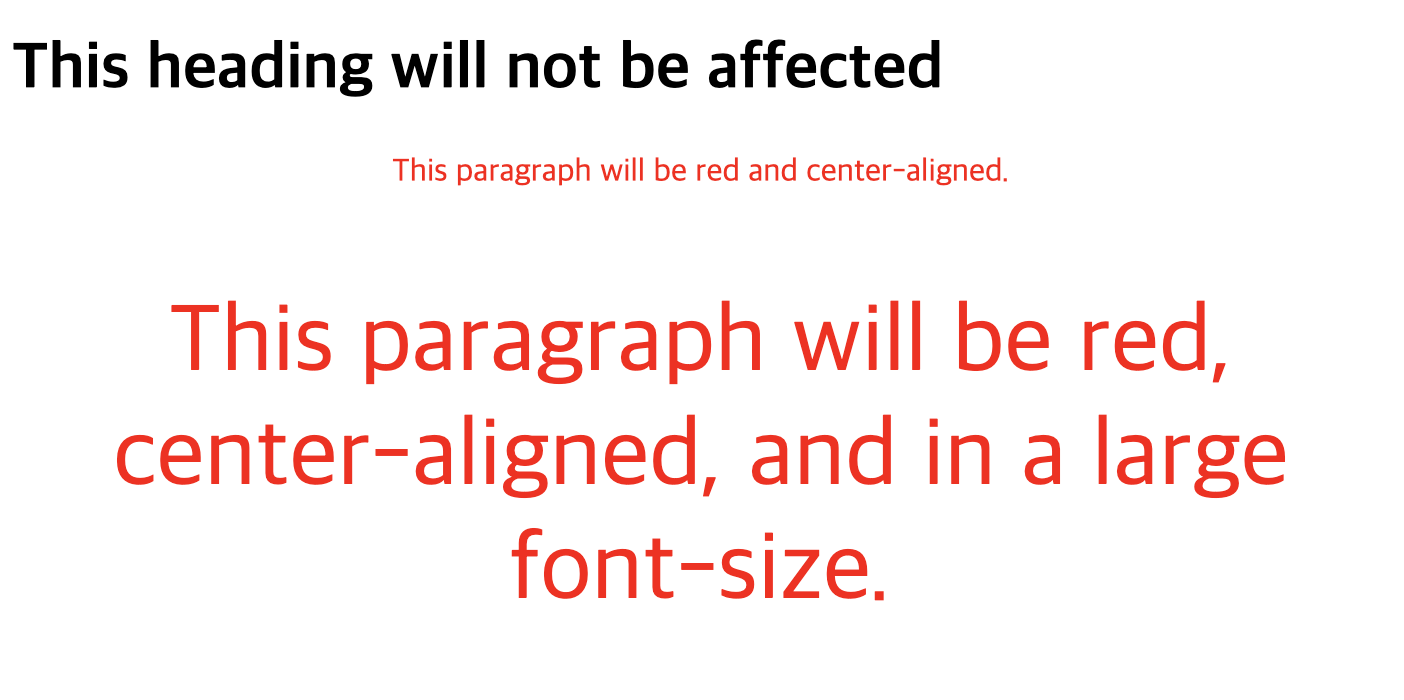 This heading will not be affected
This paragraph will be red and center-aligned.
This paragraph will be red,
center-aligned, and in a large
font-size.